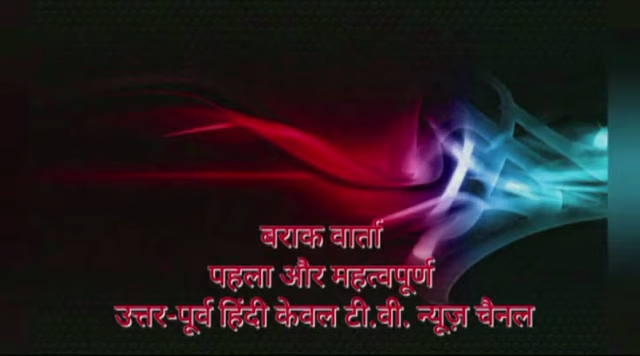 बराक वार्ता
पहला और महत्वपूर्ण
उत्तर-पूर्व हिंदी केवल टी.वी. न्यूज़ चैनल